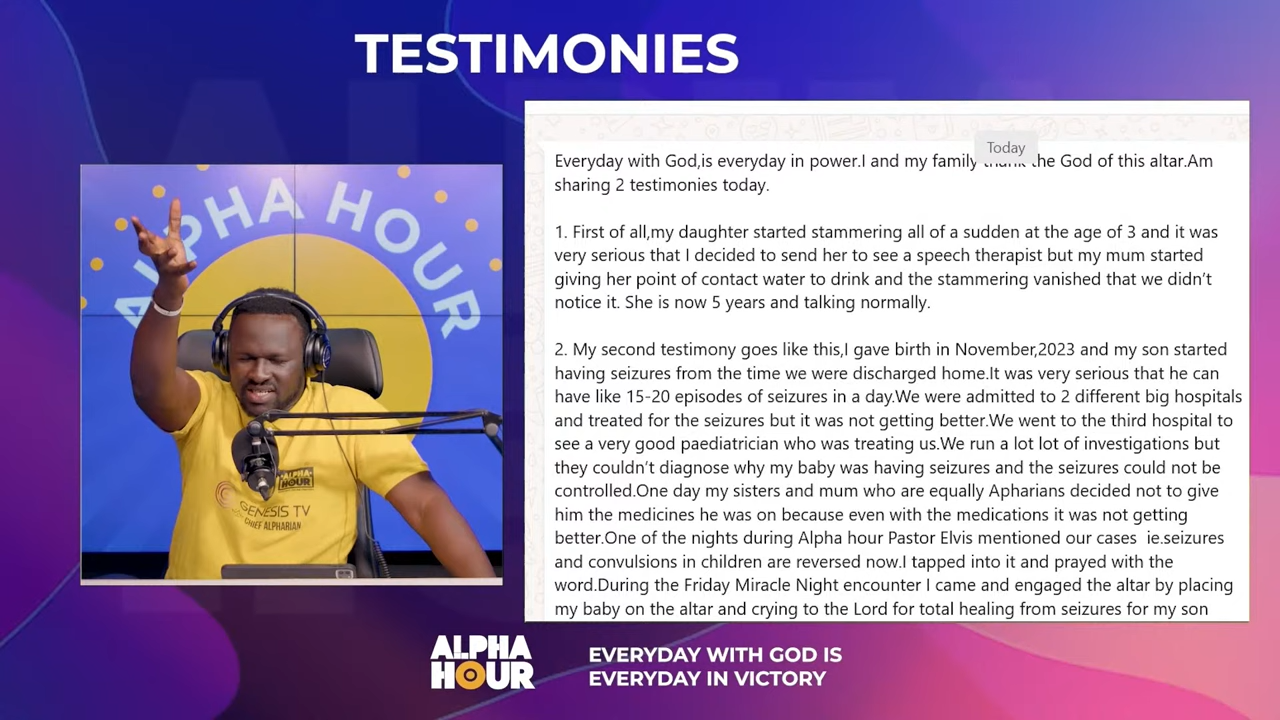 TESTIMONIES
ALPHA HOUR
ALPHA-
HOUR
GENESIS TV
CHIEF ALPHARIAN
Today
Everyday with God,is everyday in power.I and my family thank the God of this altar.Am
sharing 2 testimonies today.
1. First of all,my daughter started stammering all of a sudden at the age of 3 and it was
very serious that I decided to send her to see a speech therapist but my mum started
giving her point of contact water to drink and the stammering vanished that we didn’t
notice it. She is now 5 years and talking normally.
2. My second testimony goes like this,I gave birth in November,2023 and my son started
having seizures from the time we were discharged home.It was very serious that he can
have like 15-20 episodes of seizures in a day.We were admitted to 2 different big hospitals
and treated for the seizures but it was not getting better.We went to the third hospital to
see a very good paediatrician who was treating us.We run a lot lot of investigations but
they couldn’t diagnose why my baby was having seizures and the seizures could not be
controlled.One day my sisters and mum who are equally Apharians decided not to give
him the medicine he was on because even with the medications it was not getting
better.One of the nights during Alpha hour Pastor Elvis mentioned our cases  ie.seizures
and convulsions in children are reversed now.I tapped into it and prayed with the
word.During the Friday Miracle Night encounter I came and engaged the altar by placing
my baby on the altar and crying to the Lord for total healing from seizures for my son
ALPHA
HOUR
EVERYDAY WITH GOD IS
EVERYDAY IN VICTORY